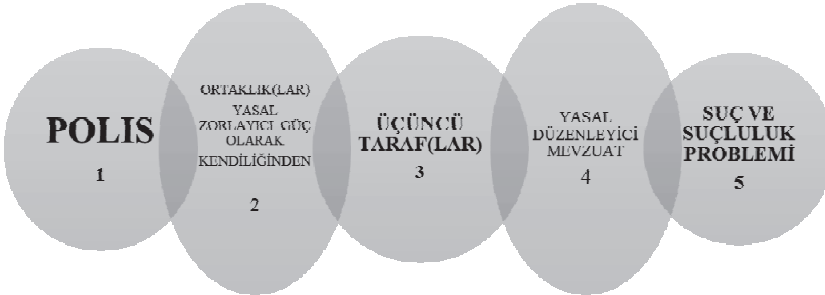 POLIS
1
ORTAKLIK(LAR)
YASAL
ZORLAYICI GÜÇ
OLARAK
KENDİLİĞİNDEN
2
ÜÇÜNCÜ
TARAF(LAR)
3
YASAL
DÜZENLEYİCİ
MEVZUAT
4
SUÇ VE
SUÇLULUK
PROBLEMİ
5